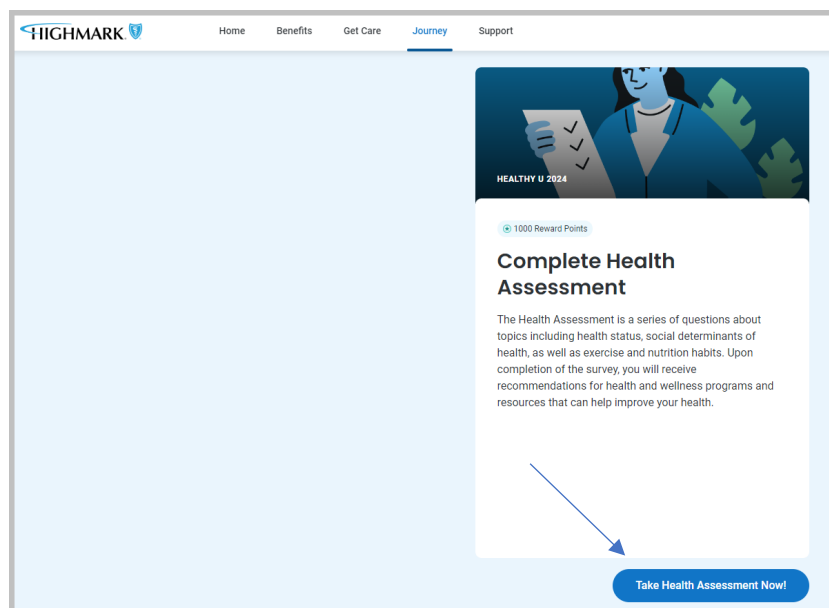 HIGHMARK
Home Benefits Get Care Journey Support
HEALTHY U 2024
1000 Reward Points
Complete Health
Assessment
The Health Assessment is a series of questions about
topics including health status, social determinants of
health, as well as exercise and nutrition habits. Upon
completion of the survey, you will receive
recommendations for health and wellness programs and
resources that can help improve your health.
Take Health Assessment Now!